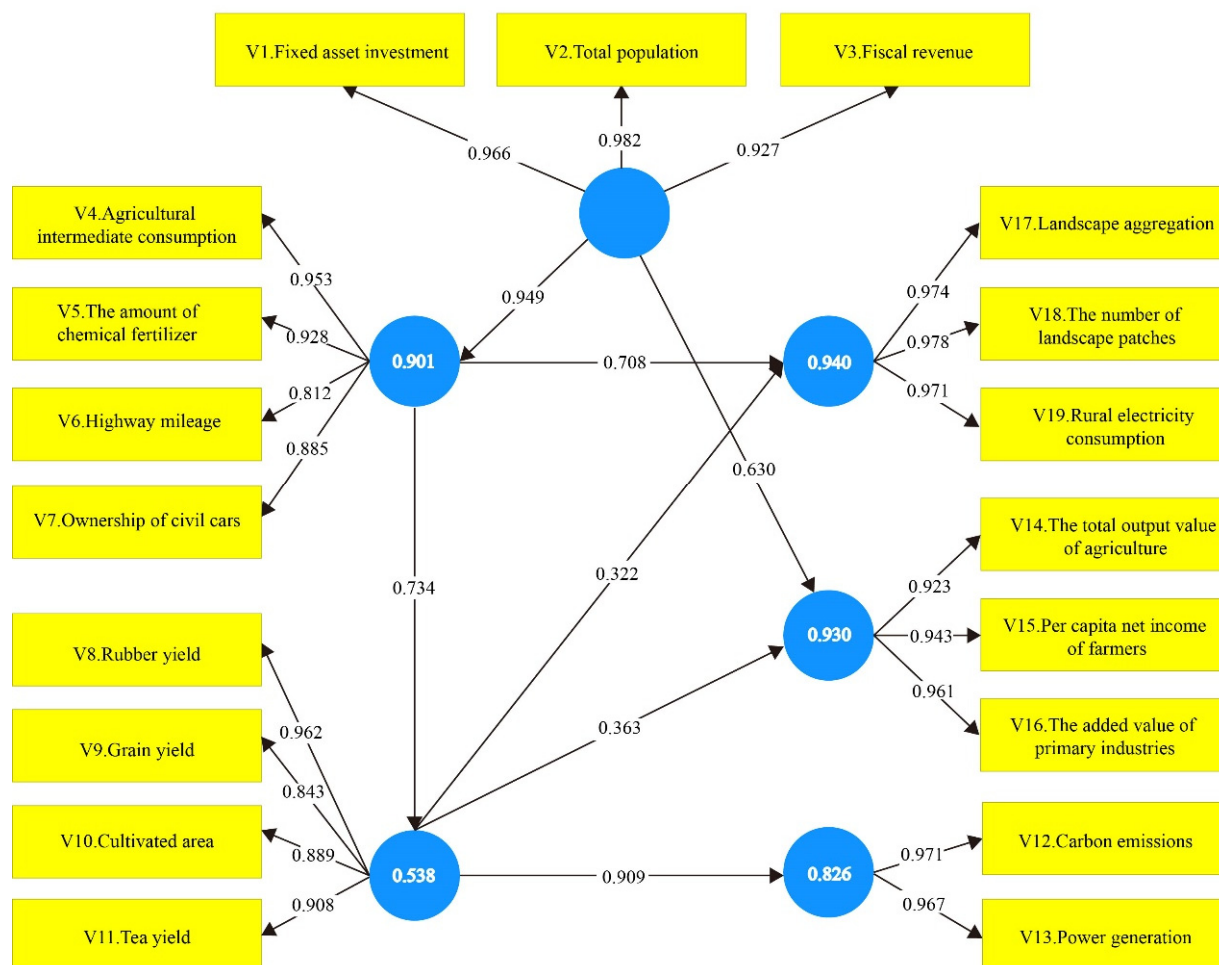 V1.Fixed asset investment
V2.Total population
V3.Fiscal revenue
0.966
0.982
0.927
V4.Agricultural
intermediate consumption
V17.Landscape aggregation
0.953
0.949
0.974
V5.The amount of
chemical fertilizer
0.928
V18.The number of
landscape patches
0.978
0.901
0.708
0.940
0.812
0.971
V6.Highway mileage
V19.Rural electricity
consumption
0.885
0.630
V7.Ownership of civil cars
V14.The total output value
of agriculture
0.734
0.322
0.923
V8.Rubber yield
0.930
0.943
V15.Per capita net income
of farmers
0.961
0.962
0.363
V9.Grain yield
V16.The added value of
primary industries
0.843
V10.Cultivated area
0.889
0.971
V12.Carbon emissions
0.538
0.909
0.826
0.908
0.967
V11.Tea yield
V13.Power generation